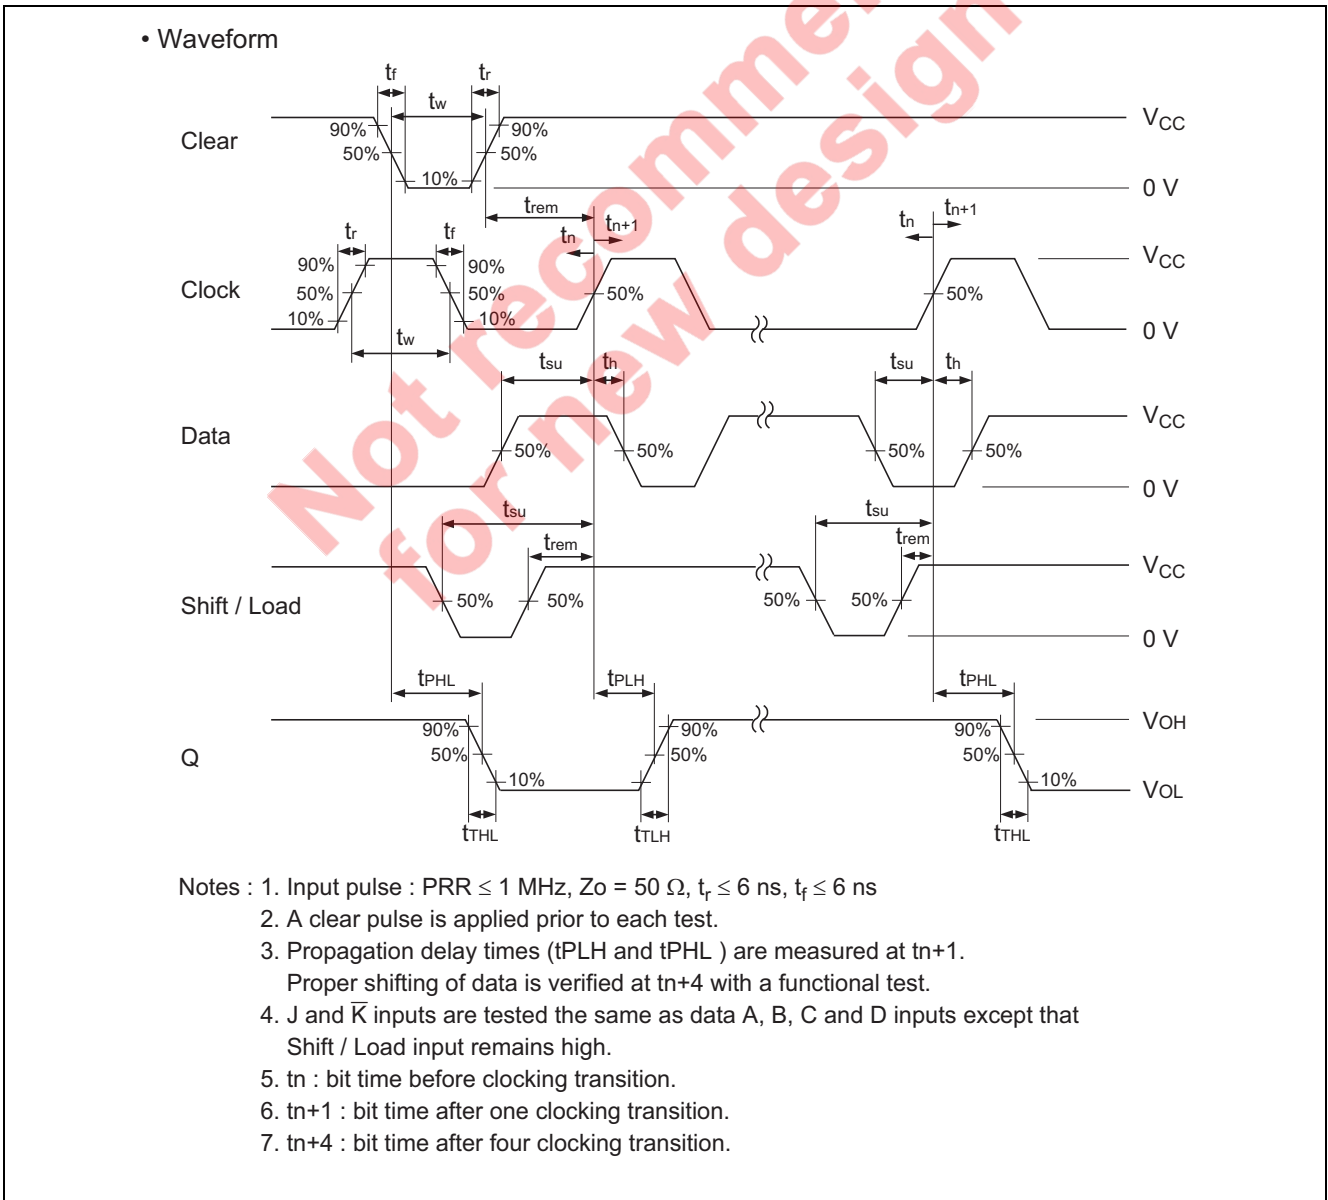 • Waveform
tf tr
tw
Clear 90% 90% VCC
50% 50%
10% 0 V
trem
tn tn+1 tn tn+1
tr tf
90% 90% VCC
Clock 50% 50% 50% 50%
10% 10% 0 V
tw
tsu th tsu th
Data VCC
50% 50% 50% 50%
0 V
tsu tsu
trem trem
VCC
Shift / Load 50% 50% 50% 50%
0 V
tPHL tPLH tPHL
90% 90% 90% VOH
Q 50% 50% 50%
10% 10% VOL
tTHL tTLH tTHL
Not recomme
for new design
Notes : 1. Input pulse : PRR ≤ 1 MHz, Zo = 50 Ω, tr ≤ 6 ns, tf ≤ 6 ns
2. A clear pulse is applied prior to each test.
3. Propagation delay times (tPLH and tPHL ) are measured at tn+1.
Proper shifting of data is verified at tn+4 with a functional test.
4. J and K̅ inputs are tested the same as data A, B, C and D inputs except that
Shift / Load input remains high.
5. tn : bit time before clocking transition.
6. tn+1 : bit time after one clocking transition.
7. tn+4 : bit time after four clocking transition.